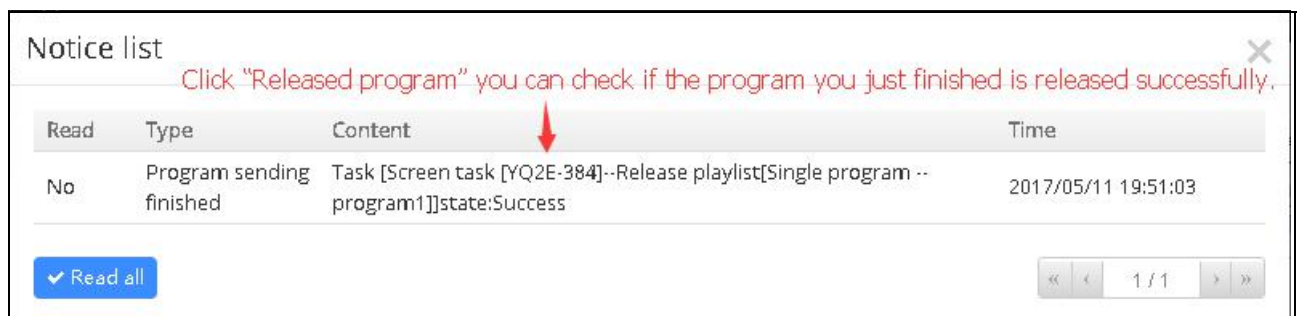 Notice list
Click "Released program" you can check if the program you just finished is released successfully.
Read Type Content Time
No Program sending finished Task [Screen task [YQ2E-384]--Release playlist[Single program -- program1]]state:Success 2017/05/11 19:51:03
✔ Read all « ‹ 1 / 1 › »